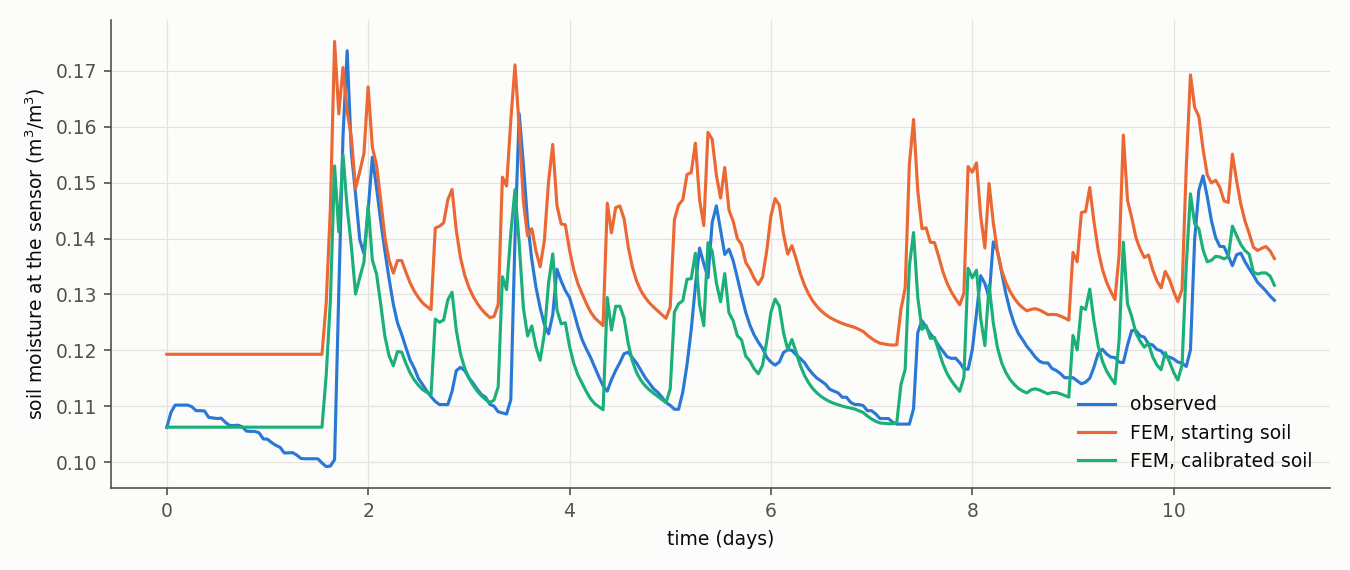 soil moisture at the sensor (m³/m³)
0.17
0.16
0.15
0.14
0.13
0.12
0.11
0.10
observed
FEM, starting soil
FEM, calibrated soil
0 2 4 6 8 10
time (days)